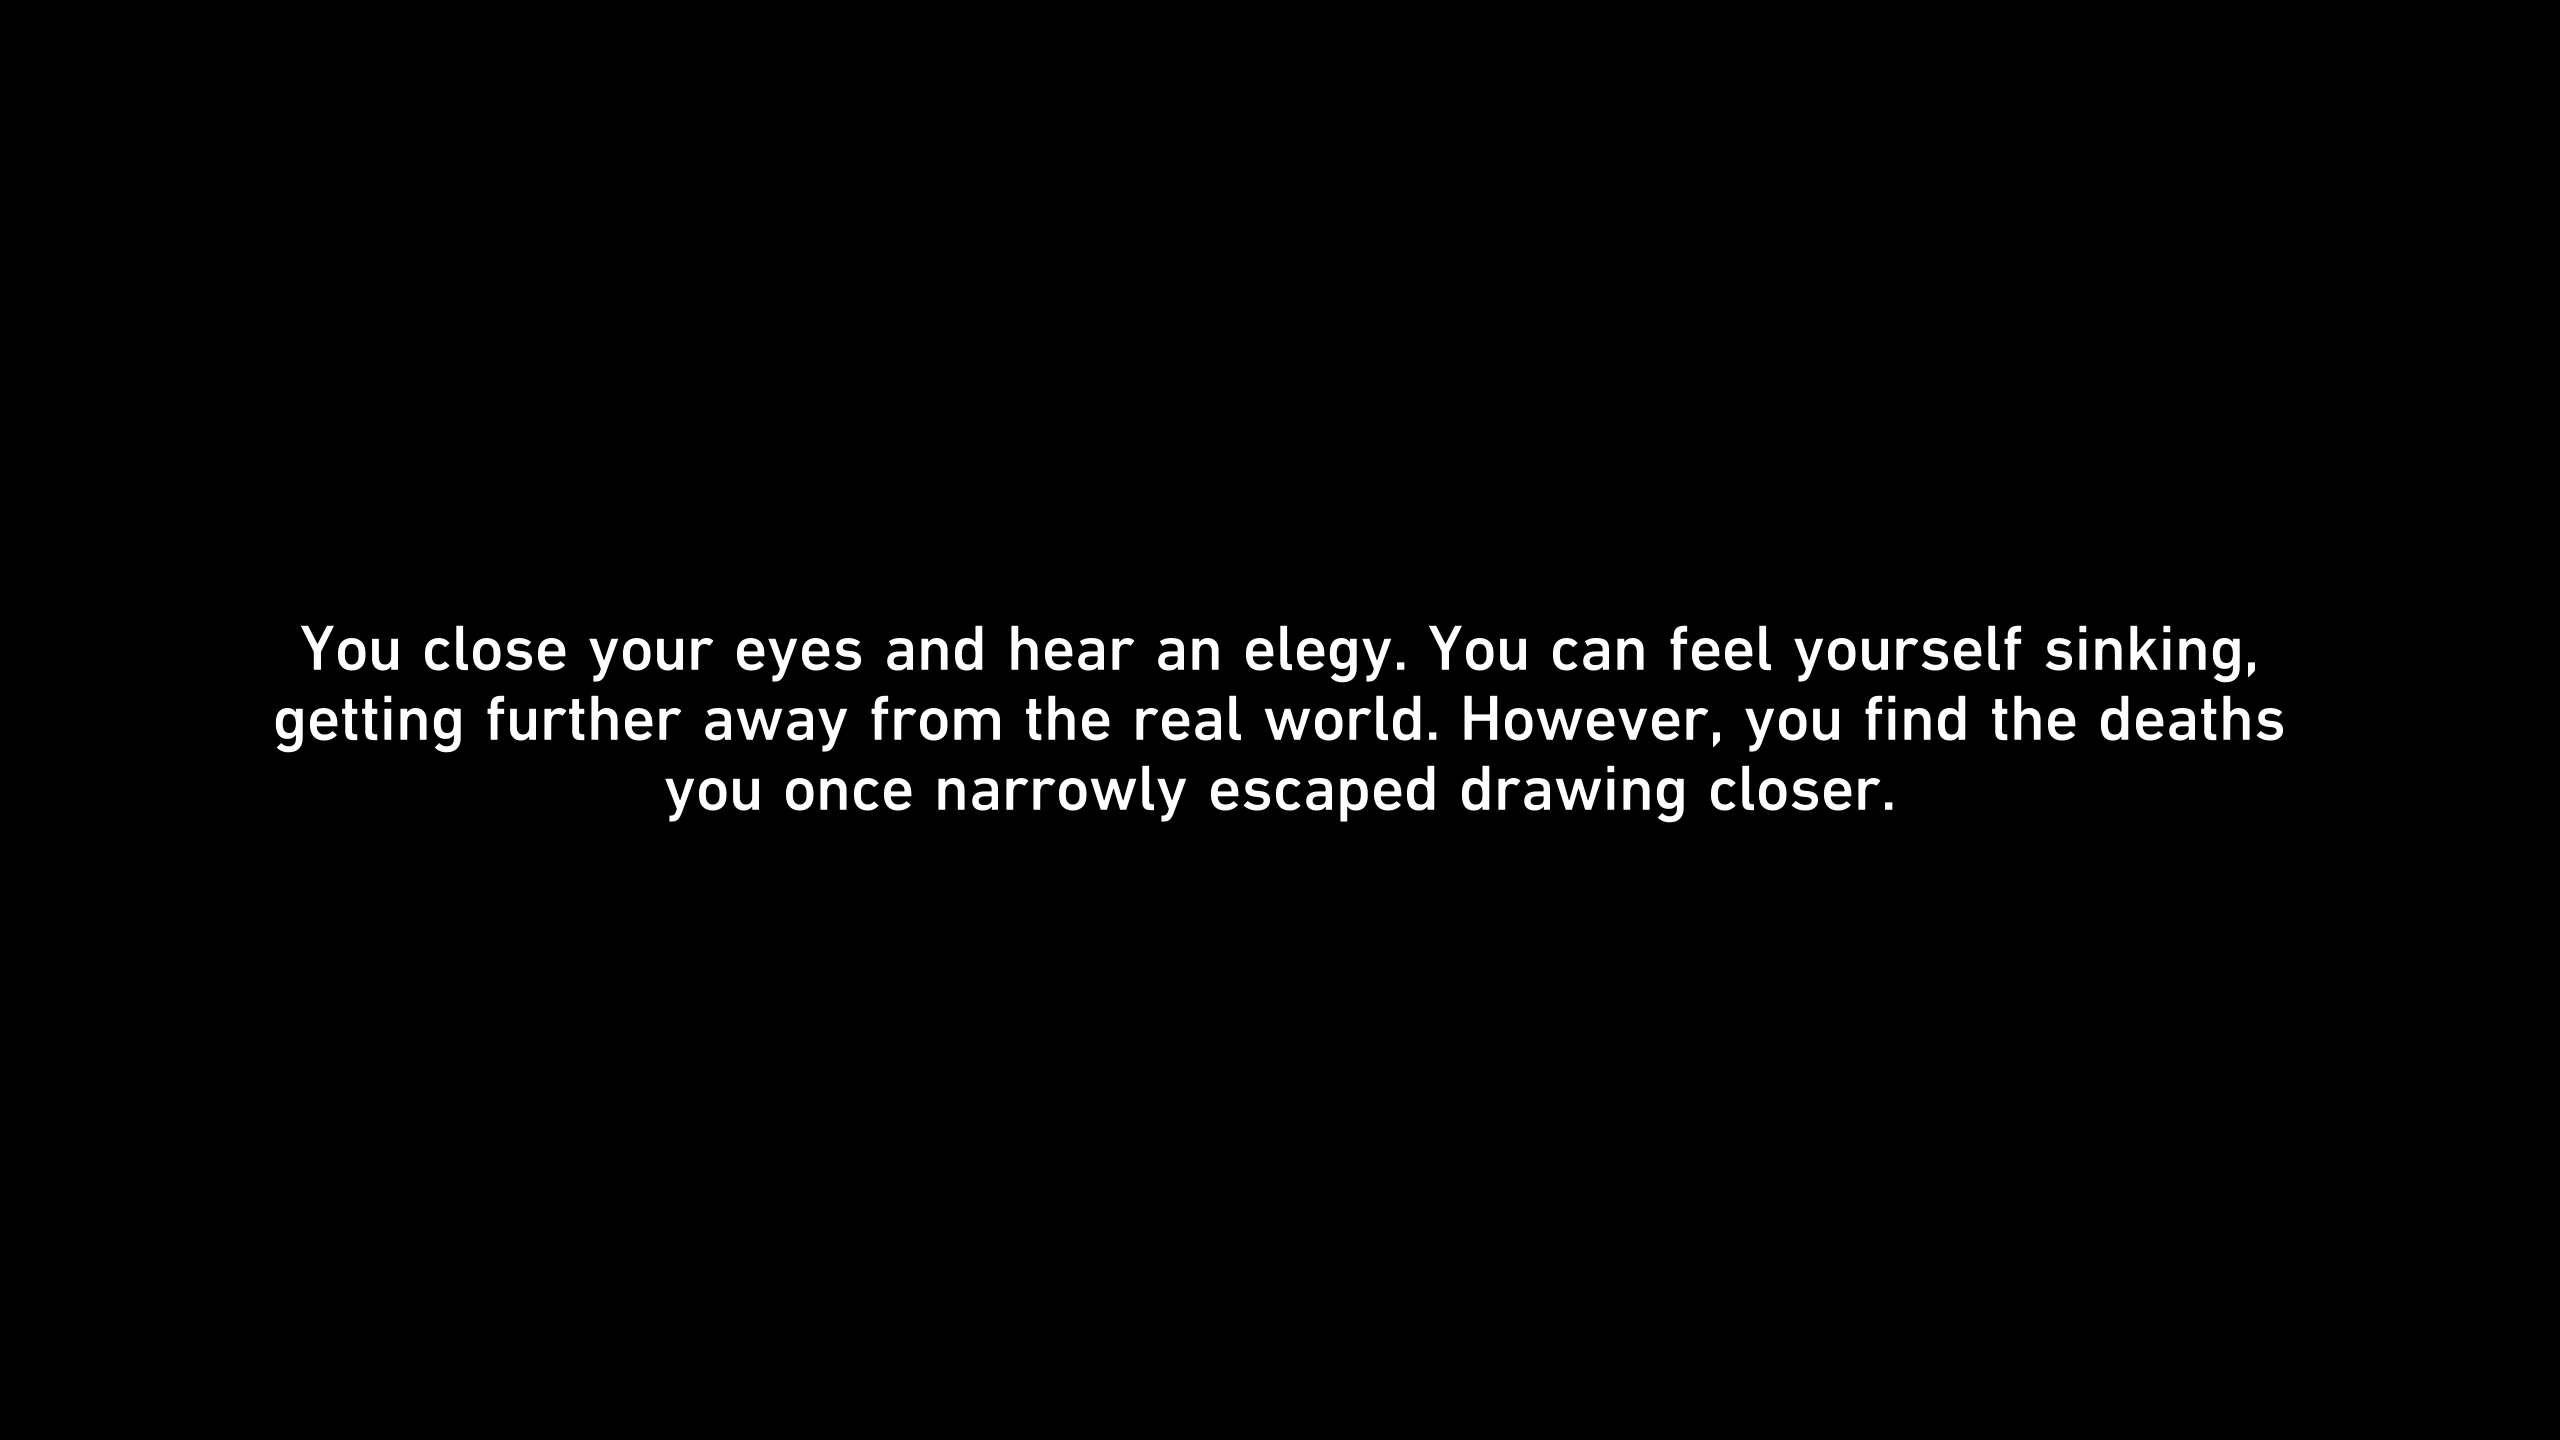 You close your eyes and hear an elegy. You can feel yourself sinking,
getting further away from the real world. However, you find the deaths
you once narrowly escaped drawing closer.